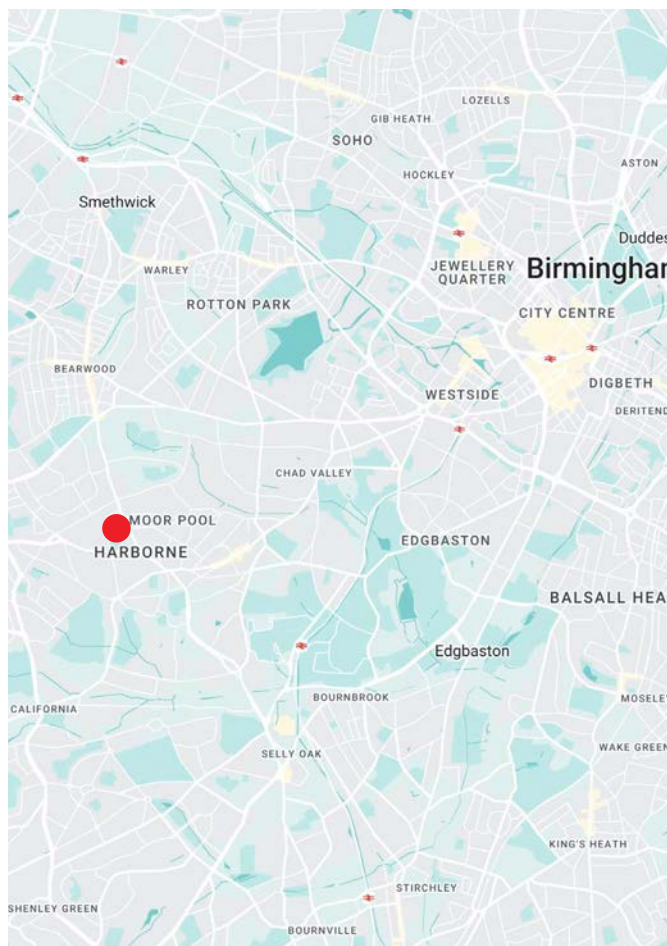 LOZELLS
GIB HEATH
SOHO
ASTON
HOCKLEY
Smethwick
Duddes
JEWELLERY
QUARTER
Birminghar
WARLEY
ROTTON PARK
CITY CENTRE
BEARWOOD
DIGBETH
WESTSIDE
DERITEND
CHAD VALLEY
MOOR POOL
EDGBASTON
HARBORNE
BALSALL HEA
Edgbaston
BOURNBROOK
MOSELEY
CALIFORNIA
WAKE GREEN
SELLY OAK
KING'S HEATH
STIRCHLEY
SHENLEY GREEN
BOURNVILLE